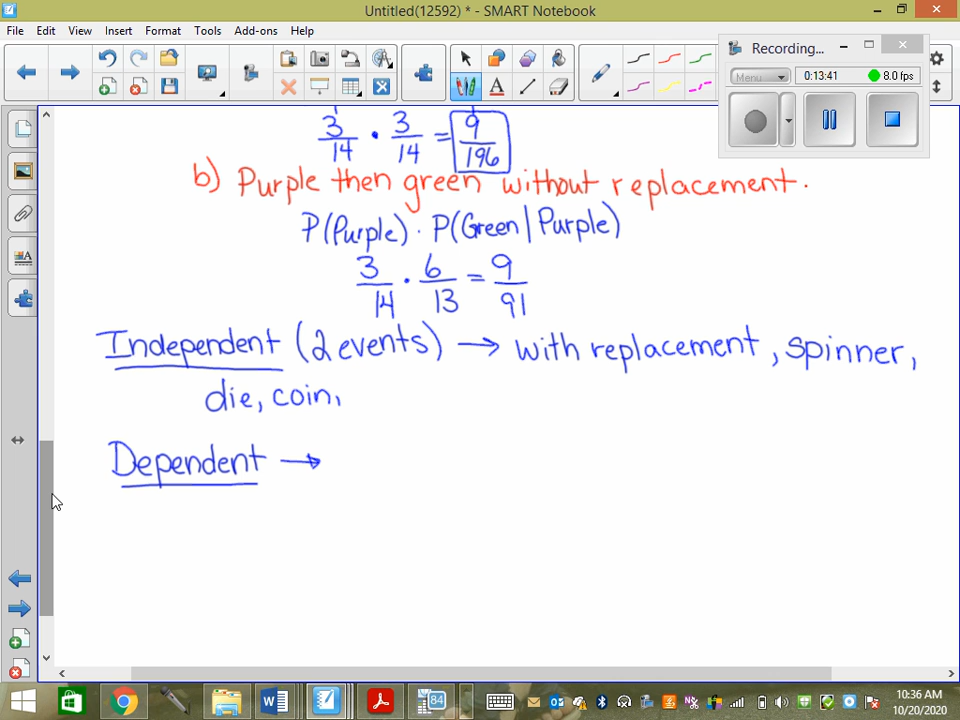 Untitled(12592) * - SMART Notebook
File Edit View Insert Format Tools Add-ons Help
Recording...
Menu 0:13:41 8.0 fps
3/14 · 3/14 = 9/196
b) Purple then green without replacement.
P(Purple) · P(Green|Purple)
3/14 · 6/13 = 9/91
Independent (2 events) → with replacement, spinner,
die, coin,
Dependent →
10:36 AM
10/20/2020